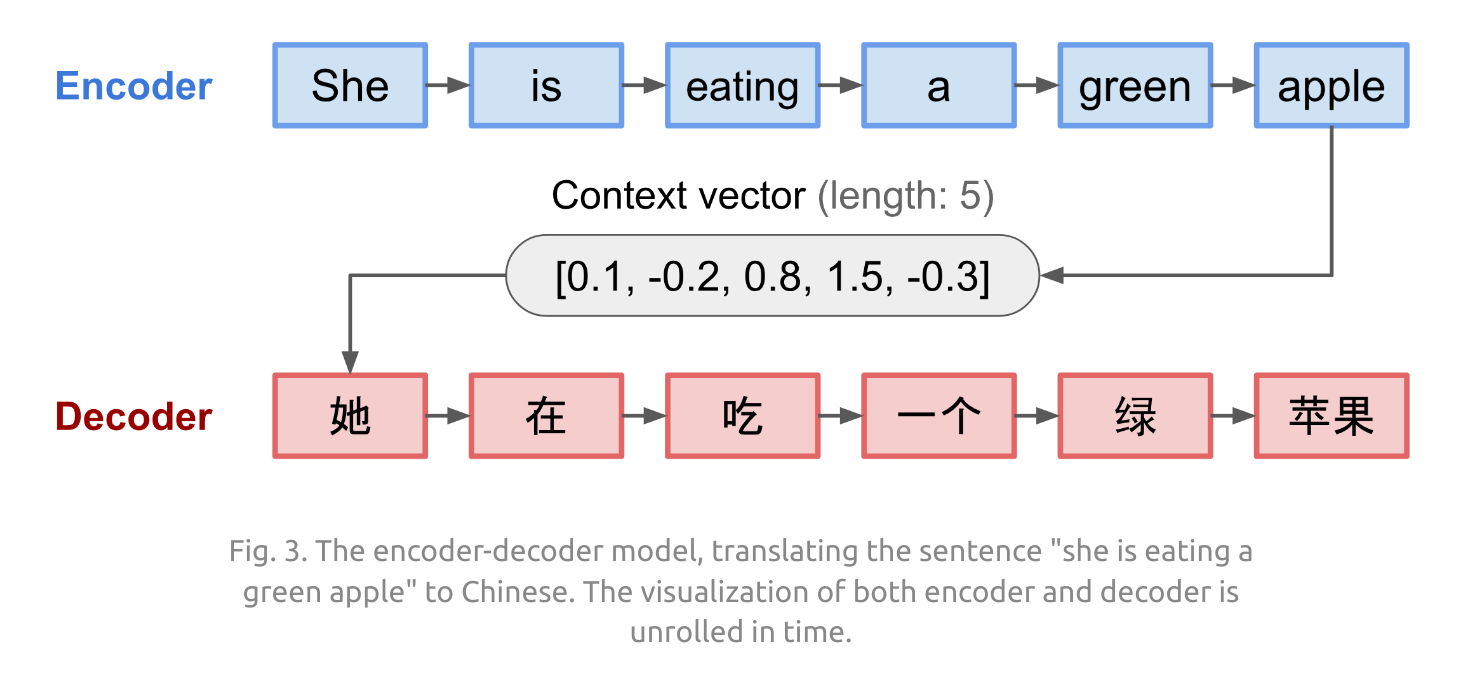 Encoder She is eating a green apple
Context vector (length: 5)
[0.1, -0.2, 0.8, 1.5, -0.3]
Decoder 她 在 吃 一个 绿 苹果
Fig. 3. The encoder-decoder model, translating the sentence "she is eating a
green apple" to Chinese. The visualization of both encoder and decoder is
unrolled in time.